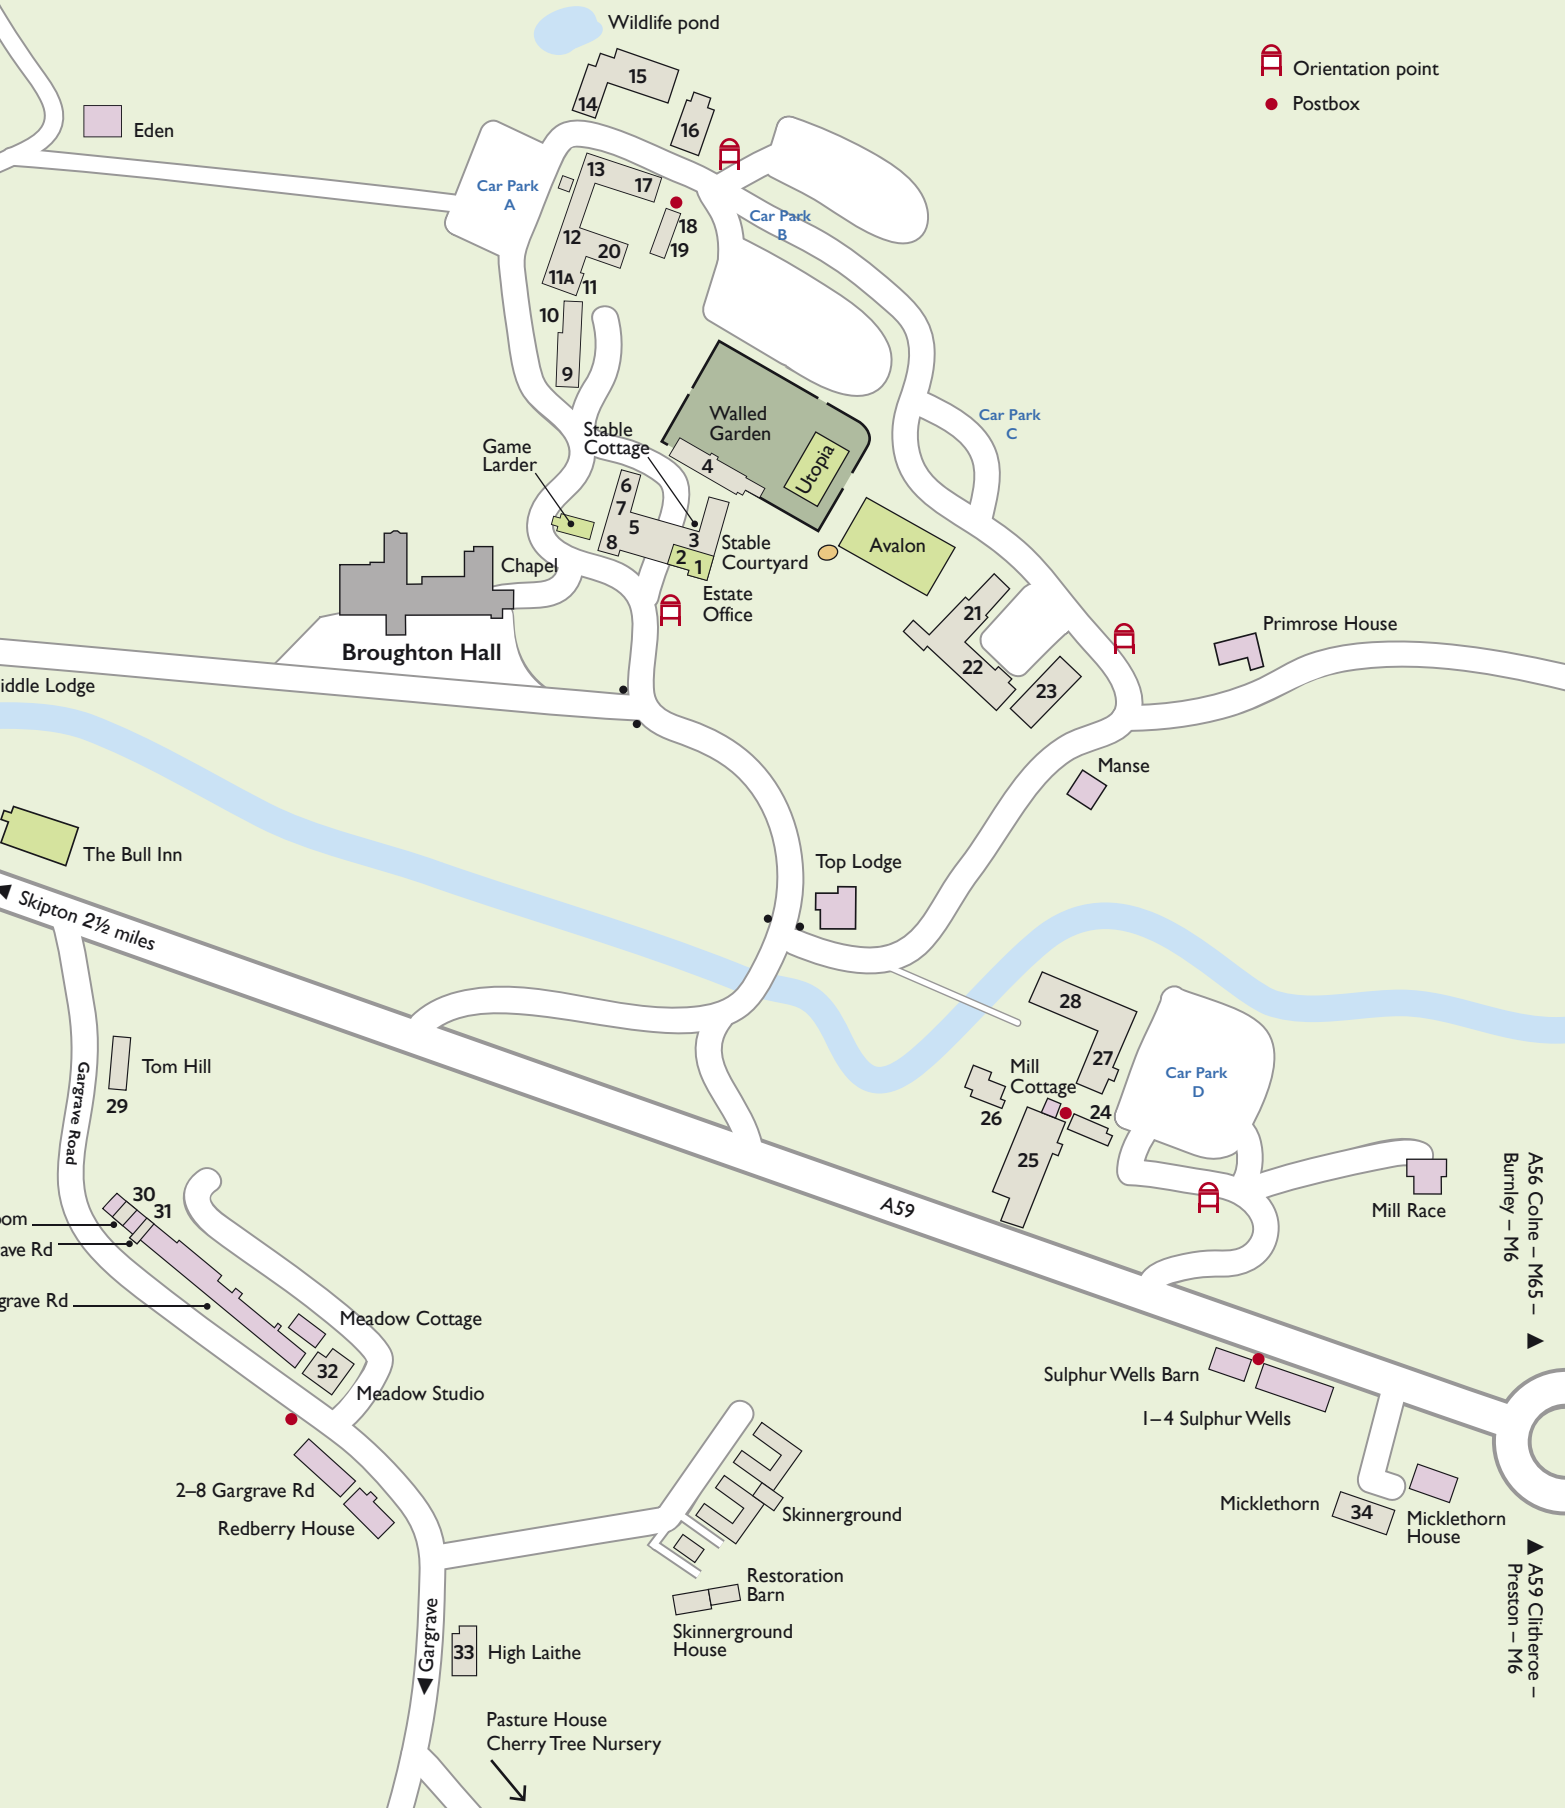 Wildlife pond
Orientation point
Postbox
15
14
16
Eden
Car Park
A
13
17
18
19
Car Park
B
12
20
11A
11
10
9
Walled
Garden
Utopia
Car Park
C
Stable
Cottage
Game
Larder
4
6
7
5
8
3
2
1
Stable
Courtyard
Estate
Office
Avalon
Chapel
Broughton Hall
21
22
23
Primrose House
iddle Lodge
Manse
The Bull Inn
Top Lodge
Skipton 2½ miles
28
27
Mill
Cottage
26
24
25
Car Park
D
Mill Race
Tom Hill
29
Gargrave Road
A59
A56 Colne – M65 –
Burnley – M6
30
31
oom
ave Rd
grave Rd
Meadow Cottage
32
Meadow Studio
Sulphur Wells Barn
1–4 Sulphur Wells
2–8 Gargrave Rd
Redberry House
Skinnerground
Micklethorn
34
Micklethorn
House
Restoration
Barn
Skinnerground
House
A59 Clitheroe –
Preston – M6
Gargrave
33
High Laithe
Pasture House
Cherry Tree Nursery